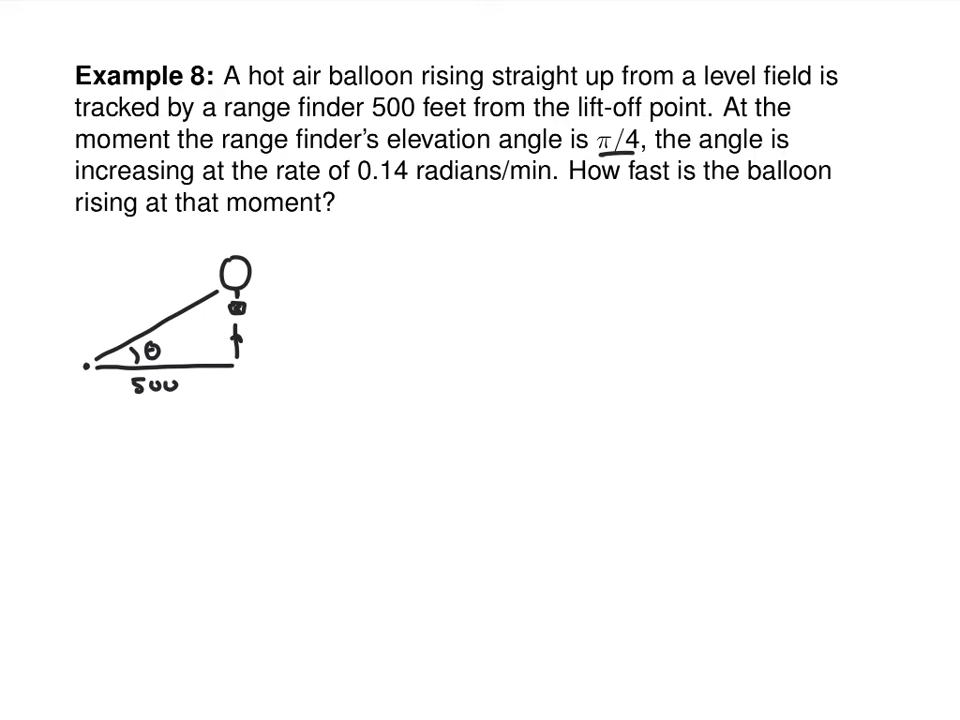 Example 8: A hot air balloon rising straight up from a level field is
tracked by a range finder 500 feet from the lift-off point. At the
moment the range finder's elevation angle is π/4, the angle is
increasing at the rate of 0.14 radians/min. How fast is the balloon
rising at that moment?
θ
500